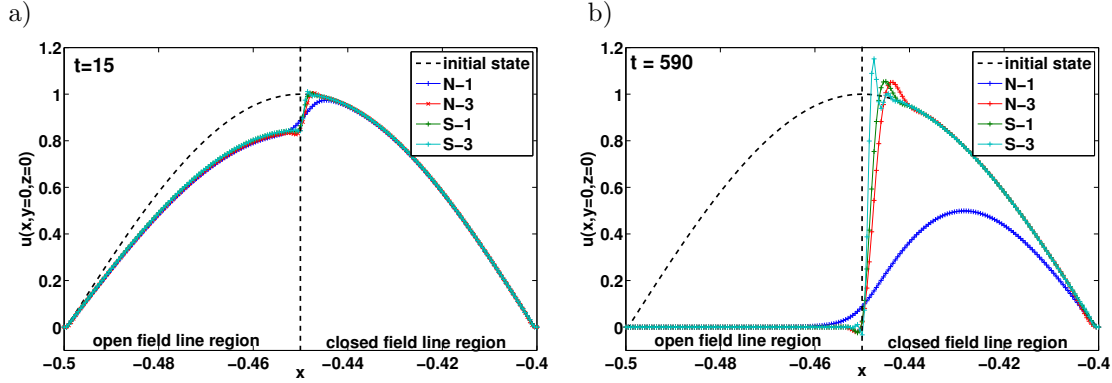 a)
1.2
1
0.8
0.6
0.4
0.2
0
u(x,y=0,z=0)
t=15
initial state
N−1
N−3
S−1
S−3
open field line region
closed field line region
−0.5
−0.48
−0.46
−0.44
−0.42
−0.4
x
b)
1.2
1
0.8
0.6
0.4
0.2
0
u(x,y=0,z=0)
t = 590
initial state
N−1
N−3
S−1
S−3
open field line region
closed field line region
−0.5
−0.48
−0.46
−0.44
−0.42
−0.4
x